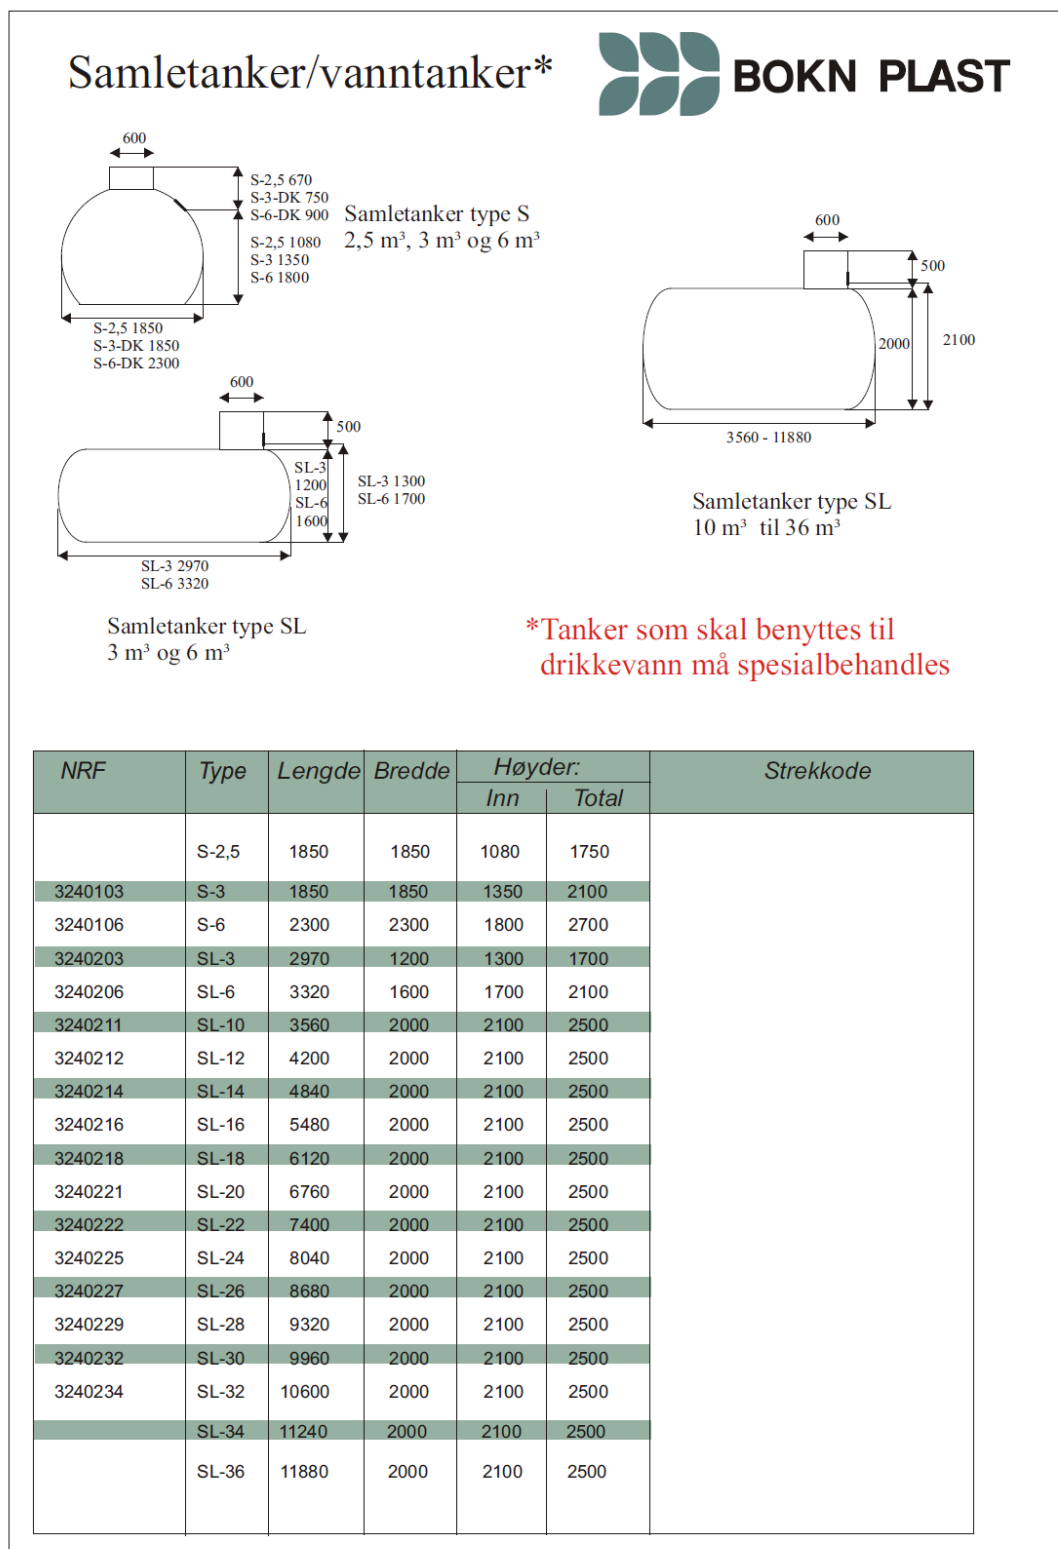 Samletanker/vanntanker*
BOKN PLAST
600
S-2,5 670
S-3-DK 750
S-6-DK 900
S-2,5 1080
S-3 1350
S-6 1800
S-2,5 1850
S-3-DK 1850
S-6-DK 2300
Samletanker type S
2,5 m³, 3 m³ og 6 m³
600
500
2000
2100
3560 - 11880
Samletanker type SL
10 m³ til 36 m³
600
500
SL-3
1200
SL-6
1600
SL-3 1300
SL-6 1700
SL-3 2970
SL-6 3320
Samletanker type SL
3 m³ og 6 m³
*Tanker som skal benyttes til
drikkevann må spesialbehandles
NRF Type Lengde Bredde Høyder: Strekkode
Inn Total
S-2,5 1850 1850 1080 1750
3240103 S-3 1850 1850 1350 2100
3240106 S-6 2300 2300 1800 2700
3240203 SL-3 2970 1200 1300 1700
3240206 SL-6 3320 1600 1700 2100
3240211 SL-10 3560 2000 2100 2500
3240212 SL-12 4200 2000 2100 2500
3240214 SL-14 4840 2000 2100 2500
3240216 SL-16 5480 2000 2100 2500
3240218 SL-18 6120 2000 2100 2500
3240221 SL-20 6760 2000 2100 2500
3240222 SL-22 7400 2000 2100 2500
3240225 SL-24 8040 2000 2100 2500
3240227 SL-26 8680 2000 2100 2500
3240229 SL-28 9320 2000 2100 2500
3240232 SL-30 9960 2000 2100 2500
3240234 SL-32 10600 2000 2100 2500
SL-34 11240 2000 2100 2500
SL-36 11880 2000 2100 2500